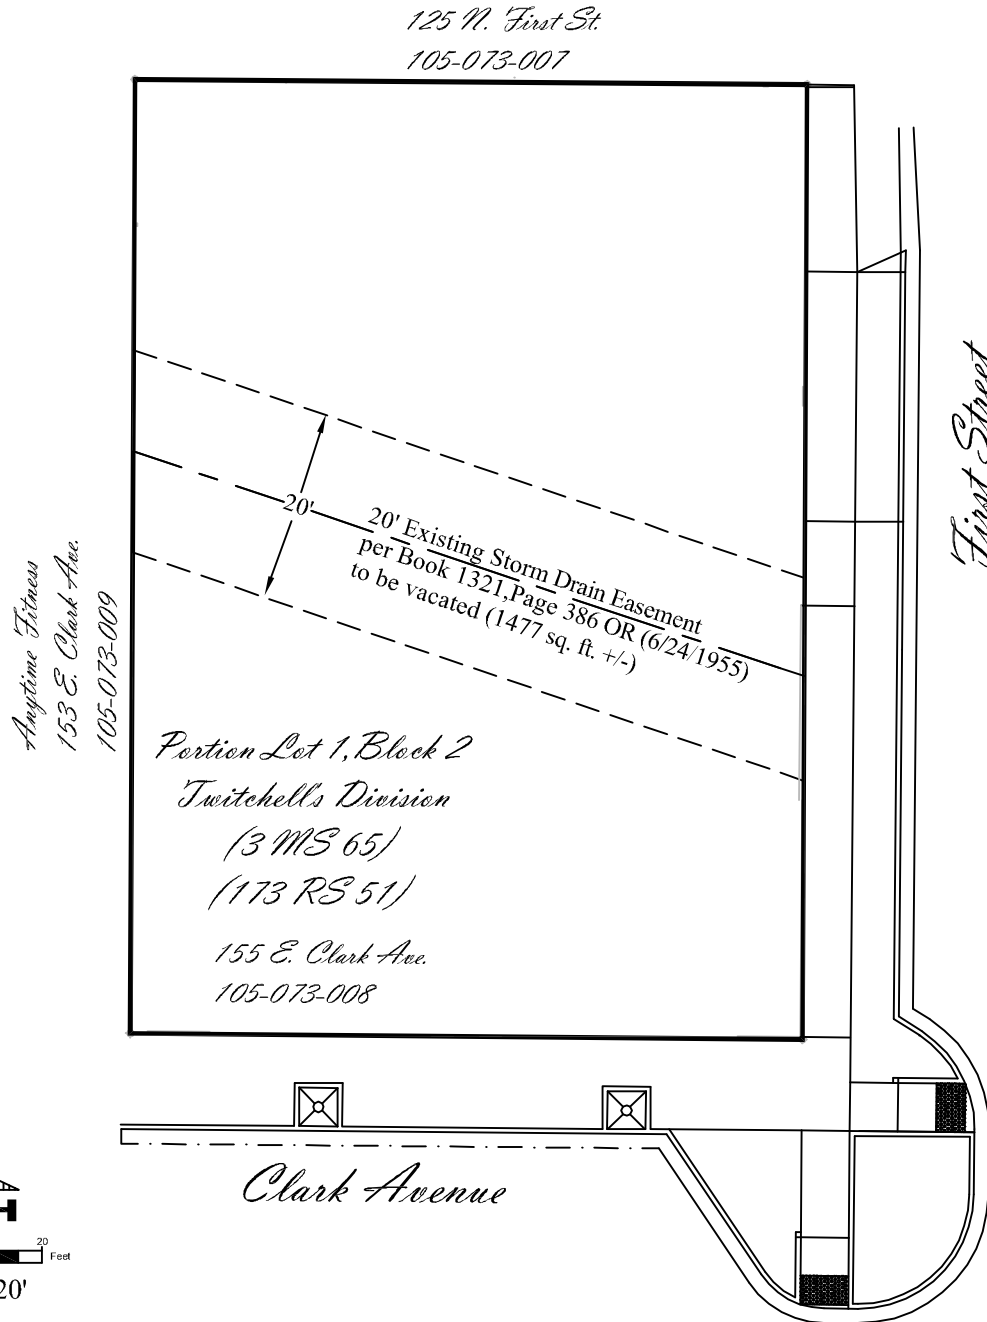 125 N. First St.
105-073-007
First Street
20'
20' Existing Storm Drain Easement
per Book 1321,Page 386 OR (6/24/1955)
to be vacated (1477 sq. ft. +/-)
Anytime Fitness
153 E. Clark Ave.
105-073-009
Portion Lot 1, Block 2
Twitchell's Division
(3 MS 65)
(173 RS 51)
155 E. Clark Ave.
105-073-008
Clark Avenue
20
Feet
20'